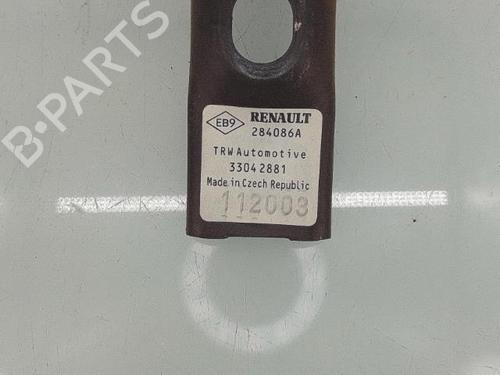 EB9 RENAULT
284086A
TRW Automotive
33042881
Made in Czech Republic
112003
B-PARTS